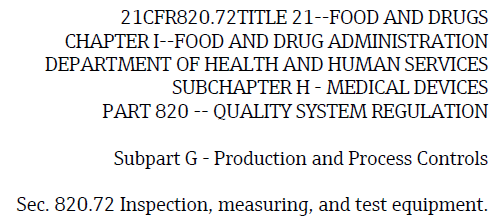 21CFR820.72TITLE 21--FOOD AND DRUGS
CHAPTER I--FOOD AND DRUG ADMINISTRATION
DEPARTMENT OF HEALTH AND HUMAN SERVICES
SUBCHAPTER H - MEDICAL DEVICES
PART 820 -- QUALITY SYSTEM REGULATION
Subpart G - Production and Process Controls
Sec. 820.72 Inspection, measuring, and test equipment.